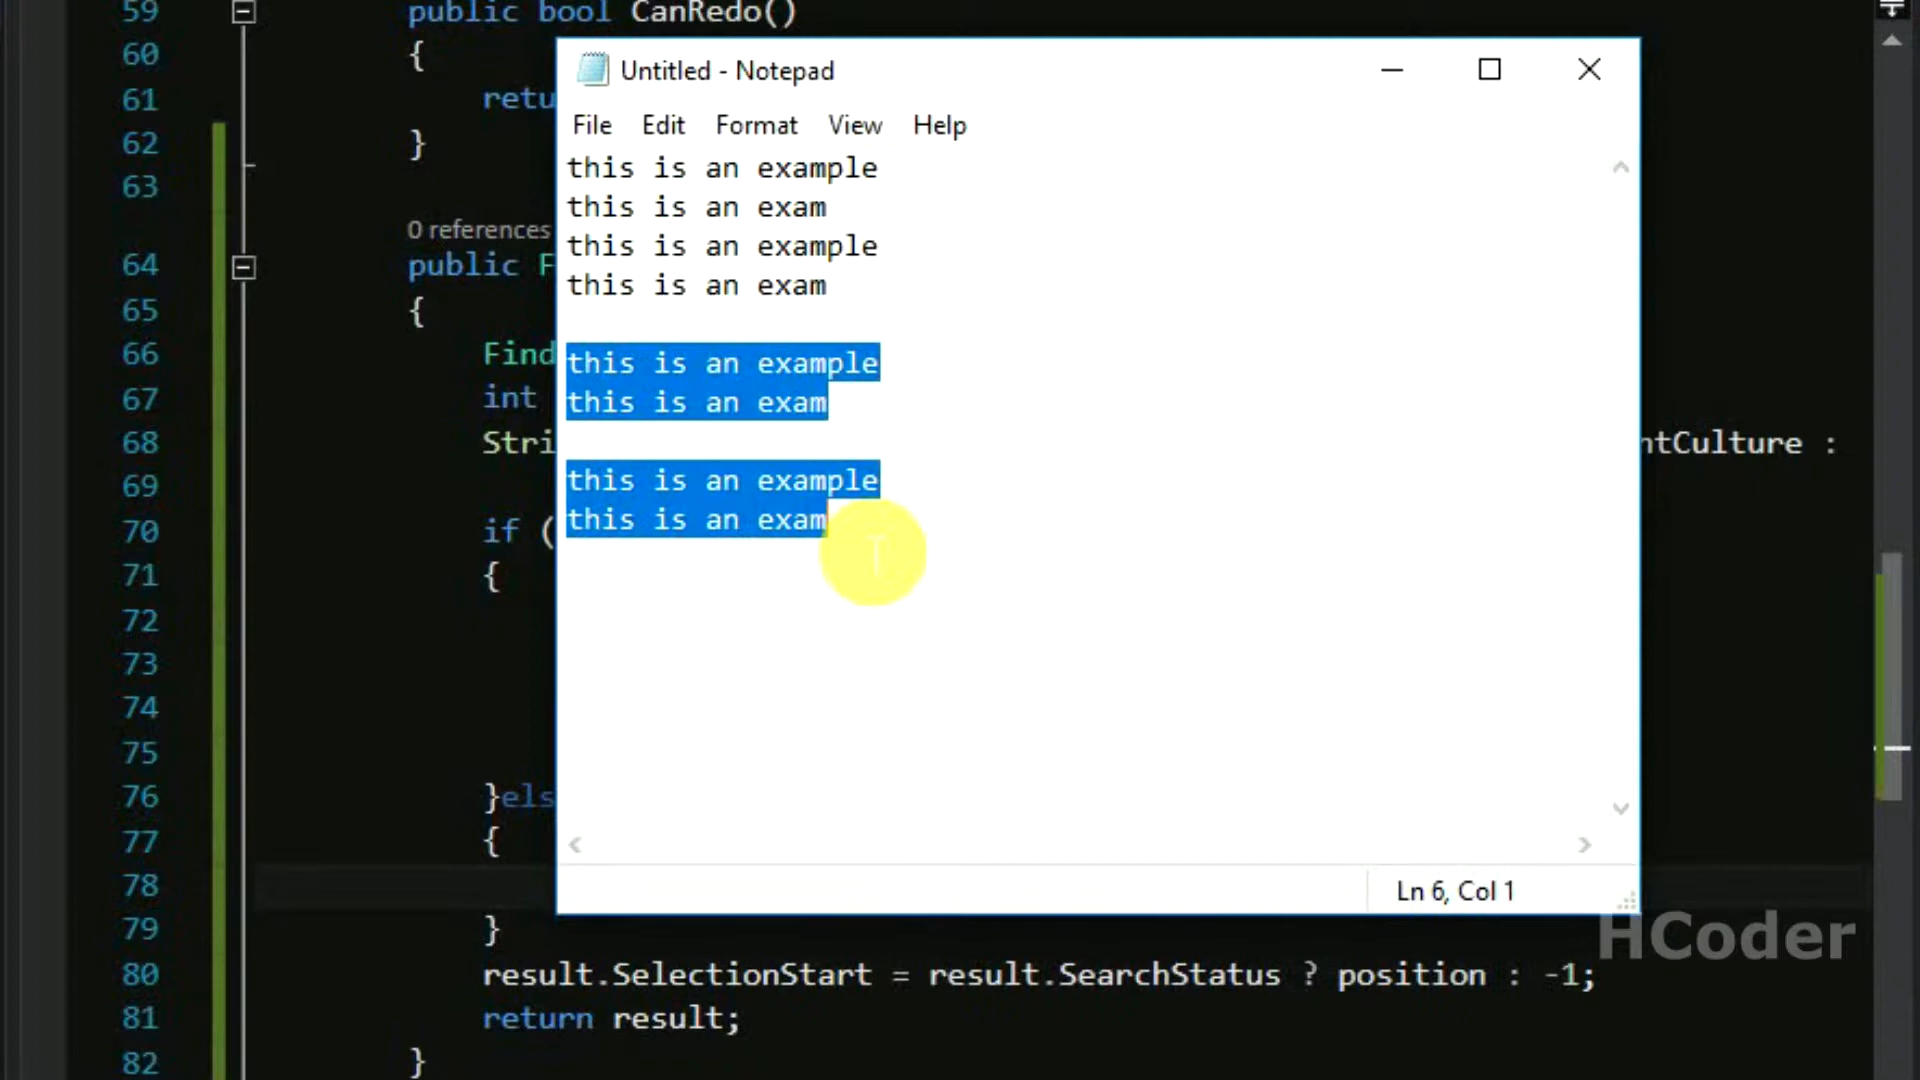 59 public bool CanRedo()
60 {
61 retu
62 }
63
0 references
64 public F
65 {
66 Find
67 int
68 Stri ntCulture :
69
70 if (
71 {
72
73
74
75
76 }els
77 {
78
79 }
80 result.SelectionStart = result.SearchStatus ? position : -1;
81 return result;
82 }
Untitled - Notepad
File Edit Format View Help
this is an example
this is an exam
this is an example
this is an exam
this is an example
this is an exam
this is an example
this is an exam
Ln 6, Col 1
HCoder